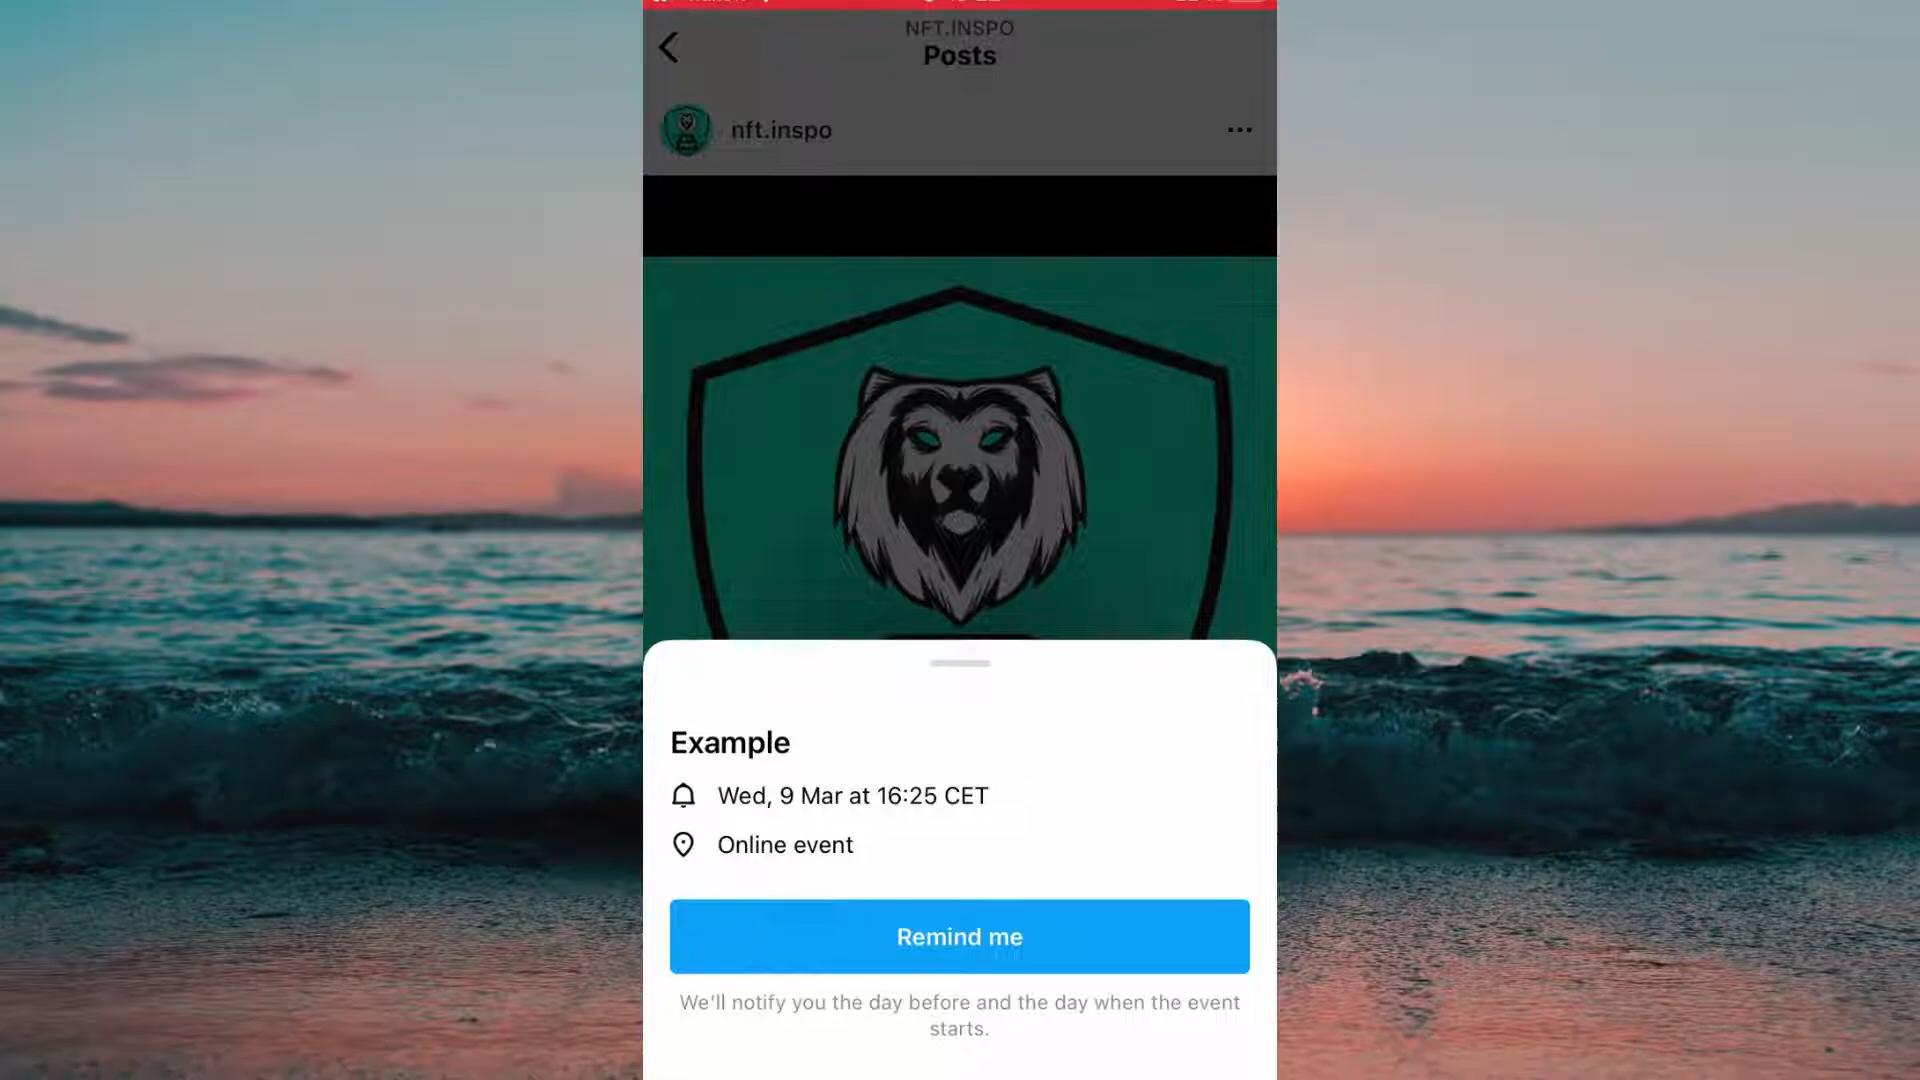 NFT.INSPO
Posts
nft.inspo
Example
Wed, 9 Mar at 16:25 CET
Online event
Remind me
We'll notify you the day before and the day when the event
starts.